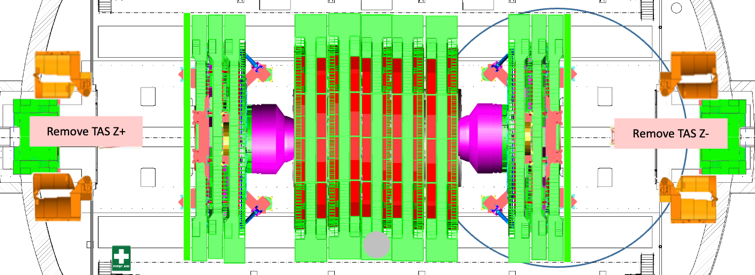 Remove TAS Z+
Remove TAS Z-